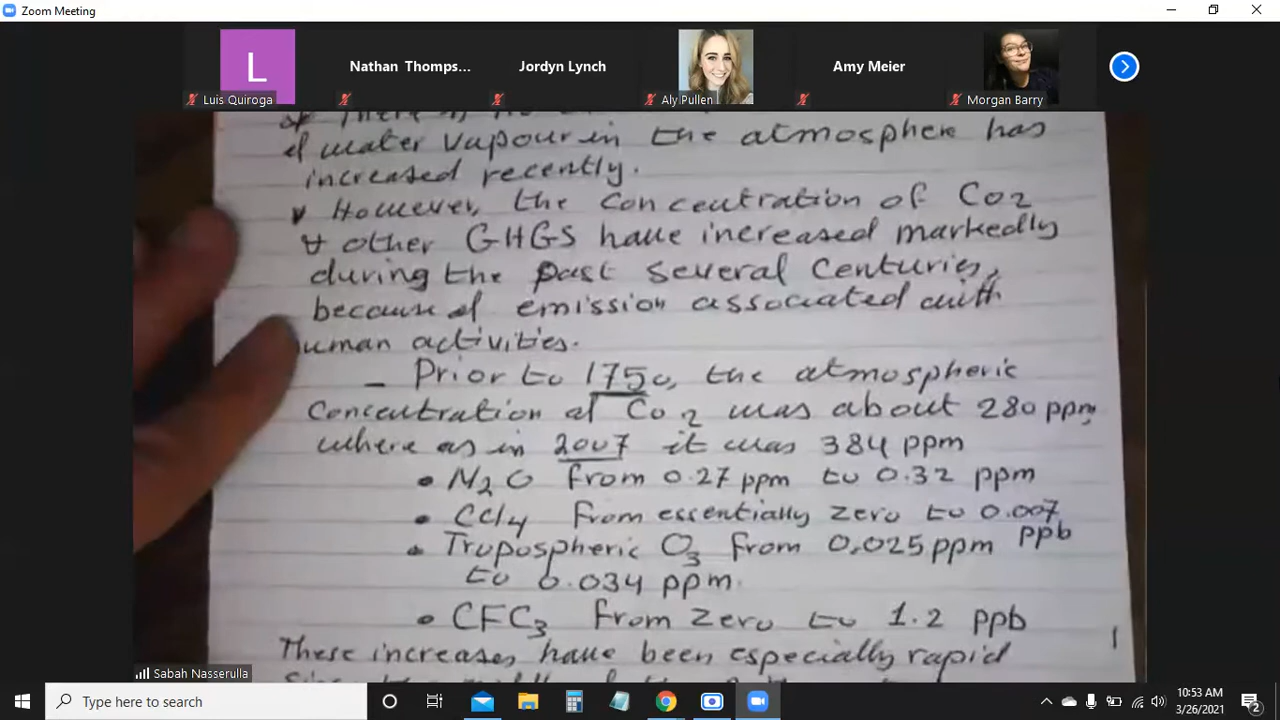 Zoom Meeting
L
Luis Quiroga
Nathan Thomps...
Jordyn Lynch
Aly Pullen
Amy Meier
Morgan Barry
There is no
of water vapour in the atmosphere has
increased recently.
However, the concentration of CO2
& other GHGS have increased markedly
during the past several centuries,
because of emission associated with
uman activities.
- Prior to 1750, the atmospheric
concentration of CO2 was about 280 ppm,
where as in 2007 it was 384 ppm
• N2O from 0.27 ppm to 0.32 ppm
• CCl4 from essentially zero to 0.007
ppb
• Tropospheric O3 from 0.025 ppm
to 0.034 ppm.
• CFC3 from zero to 1.2 ppb
These increases have been especially rapid
Sabah Nasserulla
Type here to search
10:53 AM
3/26/2021
2